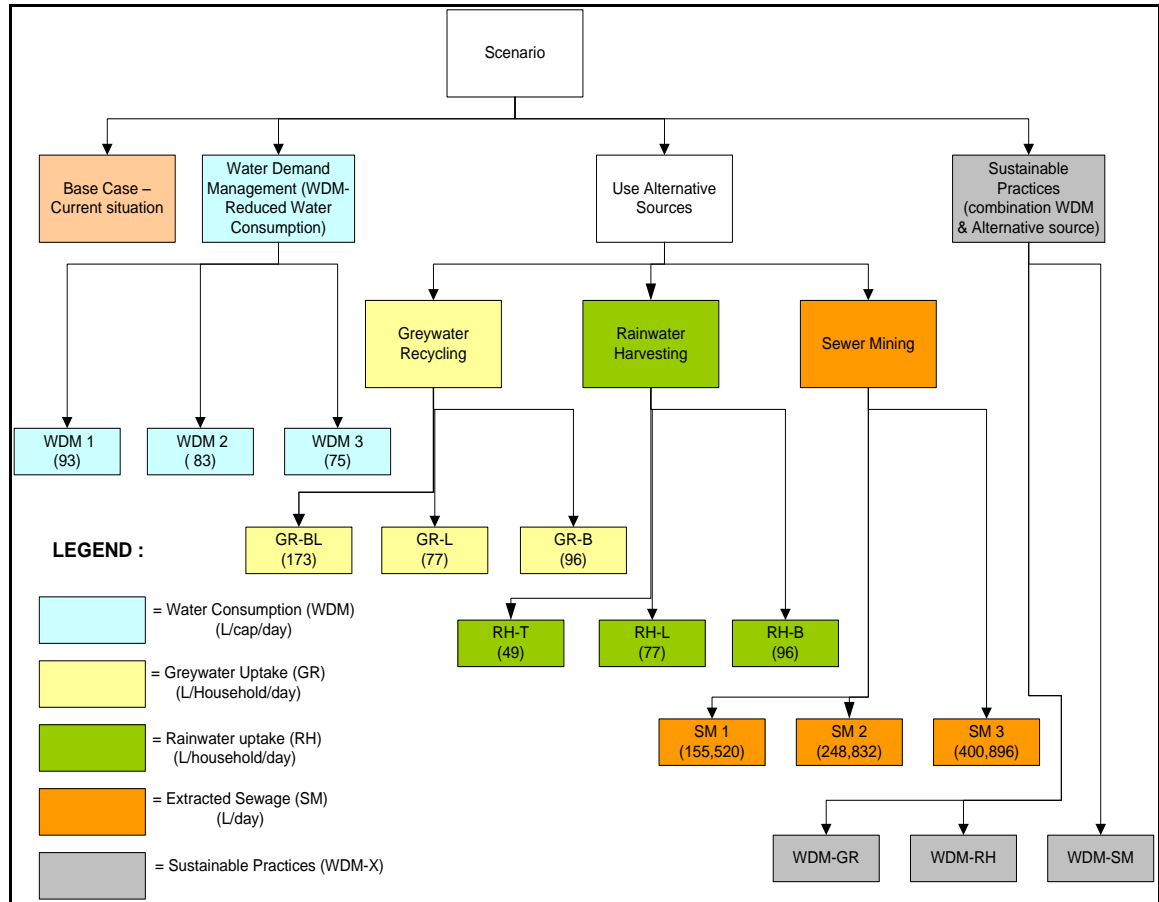 Scenario
Base Case –
Current situation
Water Demand
Management (WDM-
Reduced Water
Consumption)
Use Alternative
Sources
Sustainable
Practices
(combination WDM
& Alternative source)
Greywater
Recycling
Rainwater
Harvesting
Sewer Mining
WDM 1
(93)
WDM 2
( 83)
WDM 3
(75)
GR-BL
(173)
GR-L
(77)
GR-B
(96)
RH-T
(49)
RH-L
(77)
RH-B
(96)
SM 1
(155,520)
SM 2
(248,832)
SM 3
(400,896)
WDM-GR
WDM-RH
WDM-SM
LEGEND :
= Water Consumption (WDM)
(L/cap/day)
= Greywater Uptake (GR)
(L/Household/day)
= Rainwater uptake (RH)
(L/household/day)
= Extracted Sewage (SM)
(L/day)
= Sustainable Practices (WDM-X)